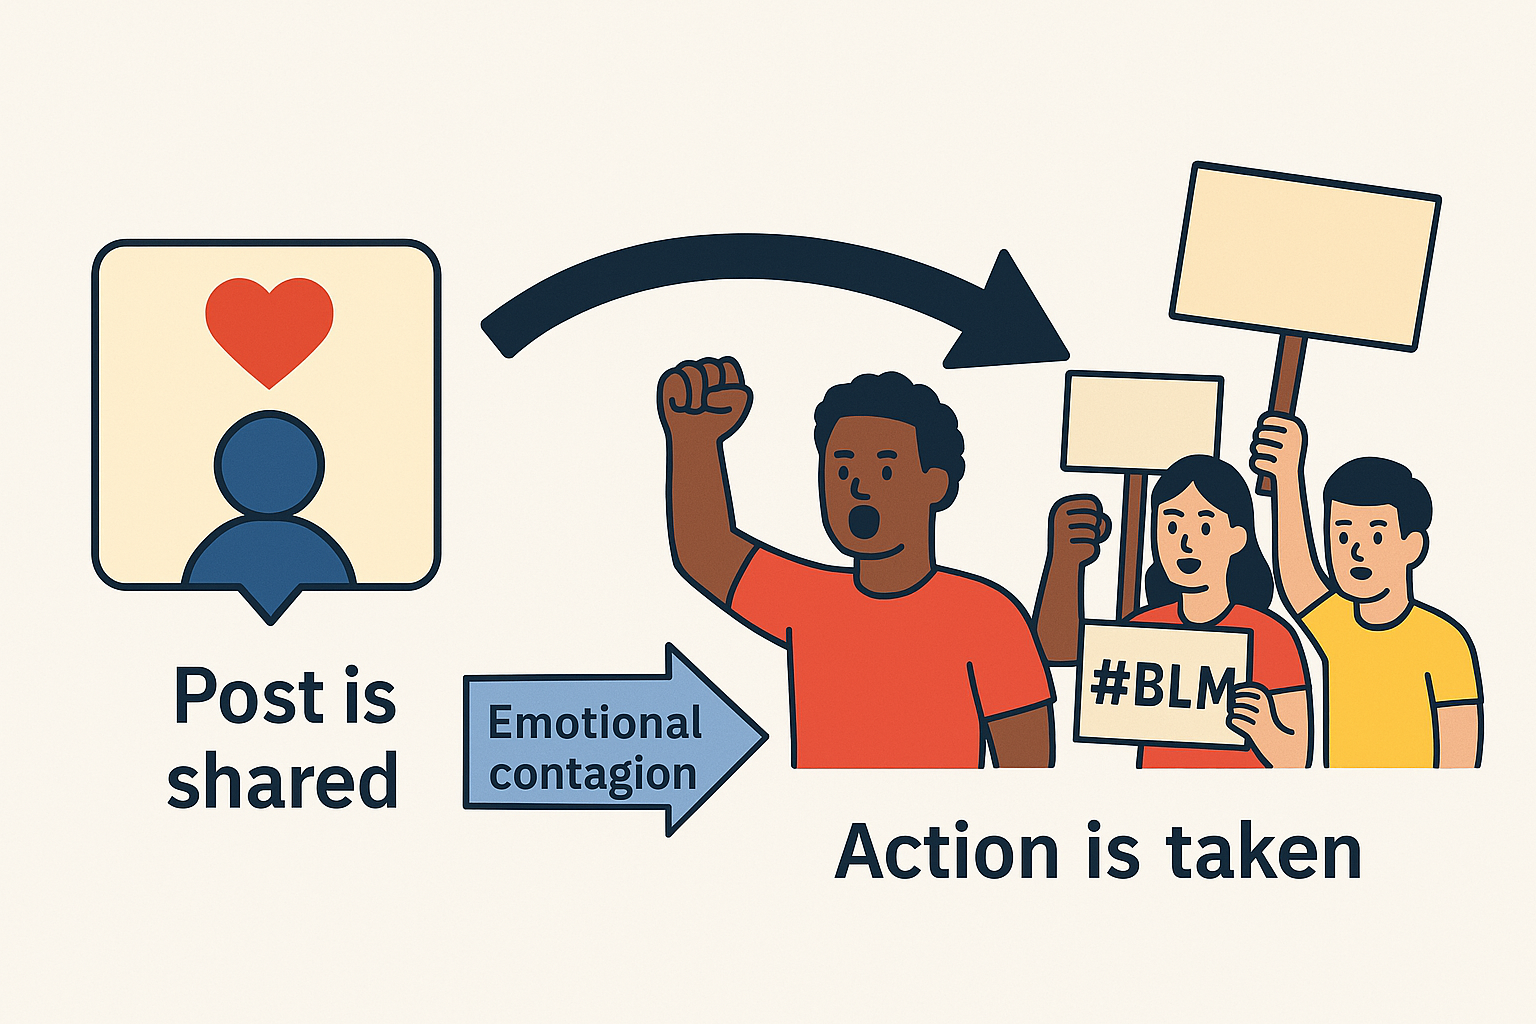 Post is
shared
Emotional
contagion
#BLM
Action is taken